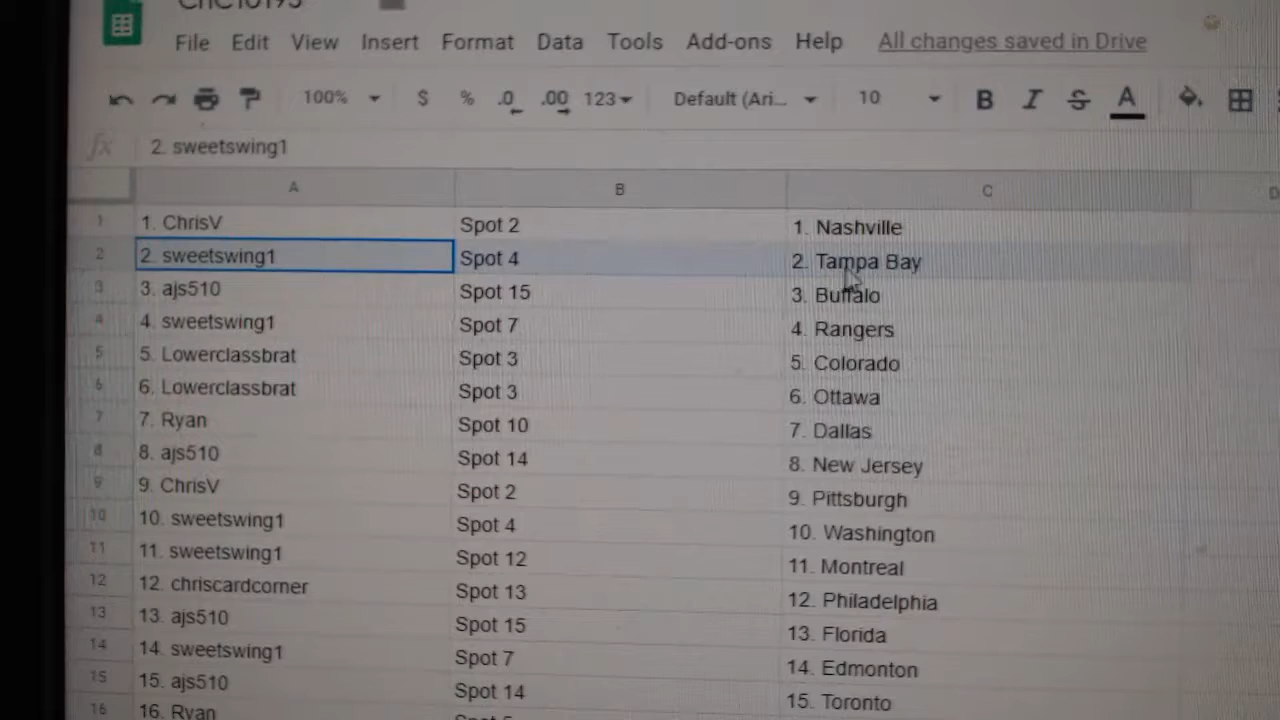 File Edit View Insert Format Data Tools Add-ons Help All changes saved in Drive
100% $ % .0 .00 123 Default (Ari... 10 B I S A
fx 2. sweetswing1
A B C D
1 1. ChrisV Spot 2 1. Nashville
2 2. sweetswing1 Spot 4 2. Tampa Bay
3 3. ajs510 Spot 15 3. Buffalo
4 4. sweetswing1 Spot 7 4. Rangers
5 5. Lowerclassbrat Spot 3 5. Colorado
6 6. Lowerclassbrat Spot 3 6. Ottawa
7 7. Ryan Spot 10 7. Dallas
8 8. ajs510 Spot 14 8. New Jersey
9 9. ChrisV Spot 2 9. Pittsburgh
10 10. sweetswing1 Spot 4 10. Washington
11 11. sweetswing1 Spot 12 11. Montreal
12 12. chriscardcorner Spot 13 12. Philadelphia
13 13. ajs510 Spot 15 13. Florida
14 14. sweetswing1 Spot 7 14. Edmonton
15 15. ajs510 Spot 14 15. Toronto
16 16. Ryan